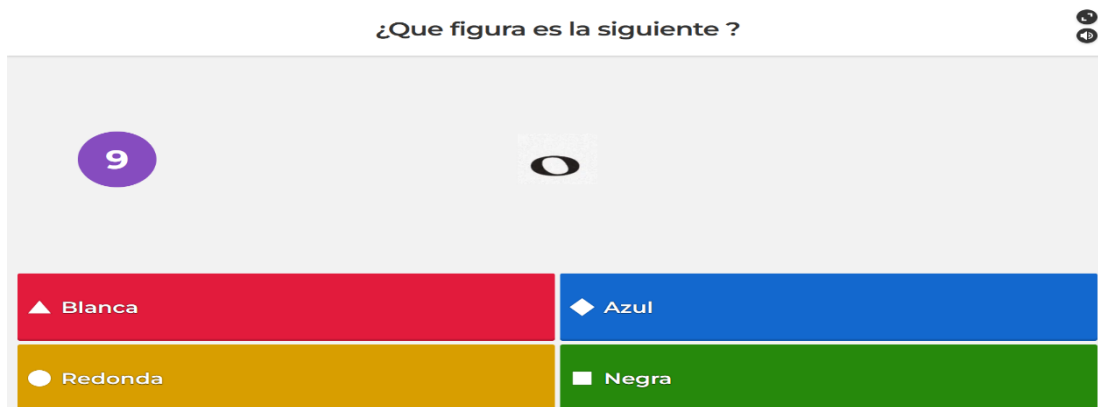 ¿Que figura es la siguiente ?
9
Blanca
Azul
Redonda
Negra